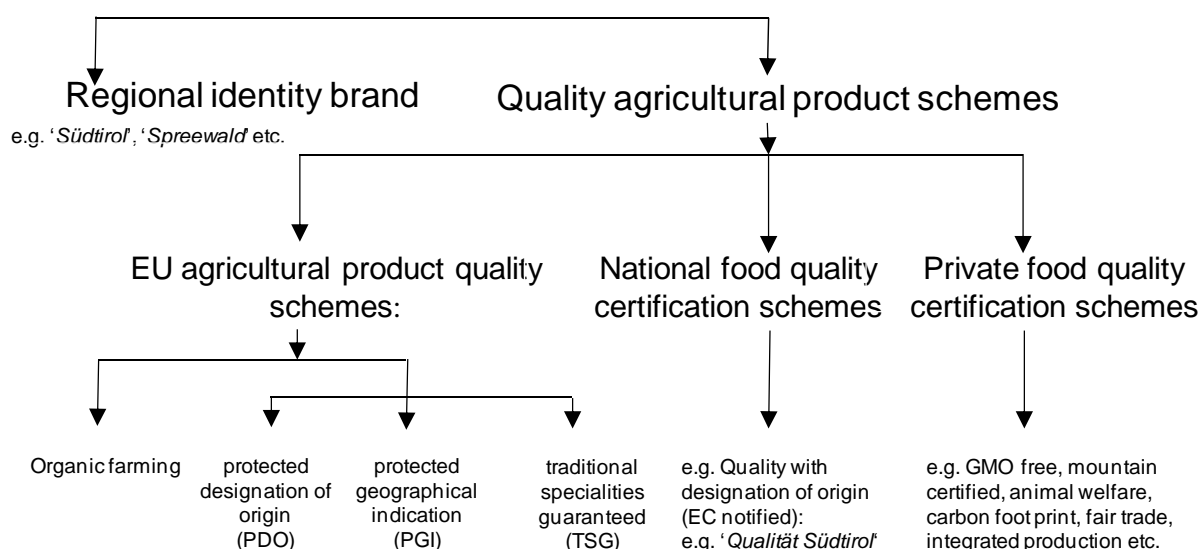 Regional identity brand
e.g. ‘Südtirol’, ‘Spreewald’ etc.
Quality agricultural product schemes
EU agricultural product quality
schemes:
National food quality
certification schemes
Private food quality
certification schemes
Organic farming
protected
designation of
origin
(PDO)
protected
geographical
indication
(PGI)
traditional
specialities
guaranteed
(TSG)
e.g. Quality with
designation of origin
(EC notified):
e.g. ‘Qualität Südtirol‘
e.g. GMO free, mountain
certified, animal welfare,
carbon foot print, fair trade,
integrated production etc.